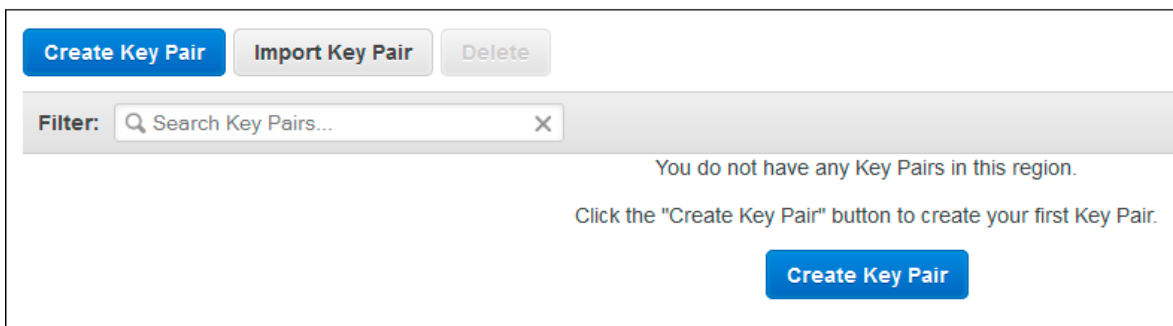 Create Key Pair Import Key Pair Delete
Filter: Search Key Pairs...
You do not have any Key Pairs in this region.
Click the "Create Key Pair" button to create your first Key Pair.
Create Key Pair